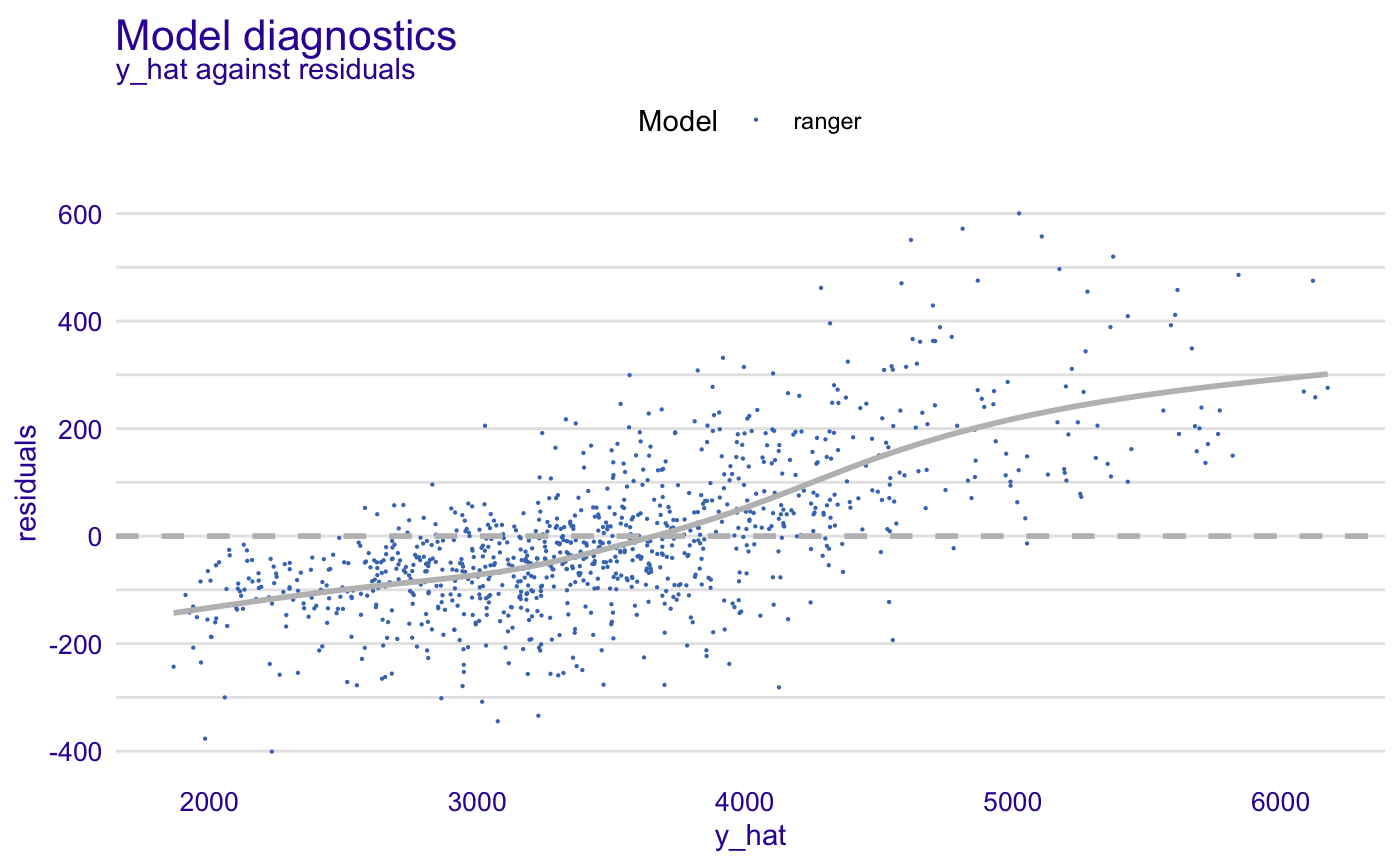 Model diagnostics
y_hat against residuals
Model ranger
600
400
200
0
-200
-400
residuals
2000 3000 4000 5000 6000
y_hat